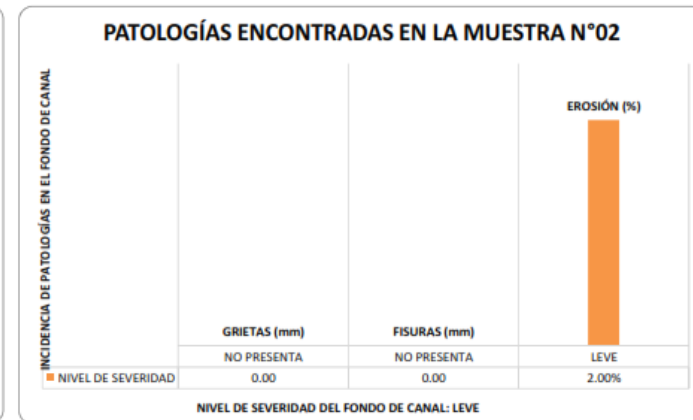 PATOLOGÍAS ENCONTRADAS EN LA MUESTRA N°02
INCIDENCIA DE PATOLOGÍAS EN EL FONDO DE CANAL
EROSIÓN (%)
GRIETAS (mm) FISURAS (mm)
NO PRESENTA NO PRESENTA LEVE
NIVEL DE SEVERIDAD 0.00 0.00 2.00%
NIVEL DE SEVERIDAD DEL FONDO DE CANAL: LEVE